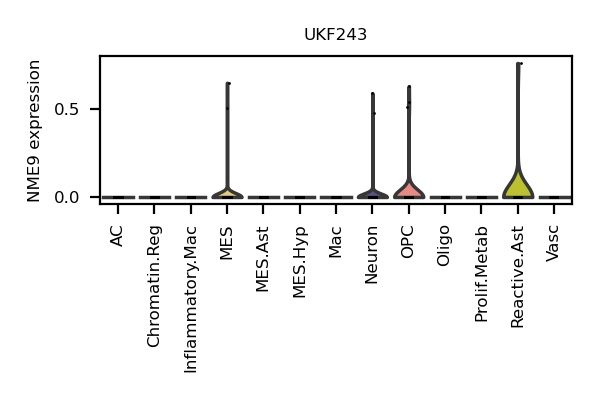 UKF243
NME9 expression
0.5
0.0
AC
Chromatin.Reg
Inflammatory.Mac
MES
MES.Ast
MES.Hyp
Mac
Neuron
OPC
Oligo
Prolif.Metab
Reactive.Ast
Vasc